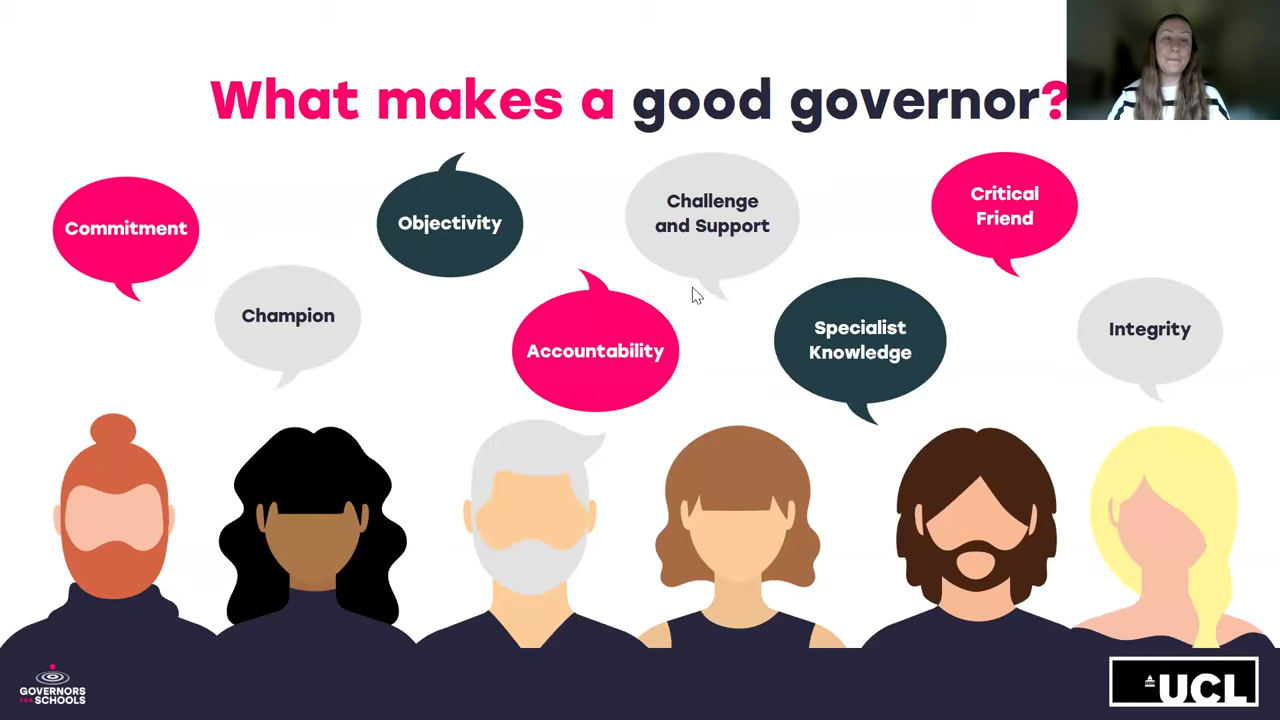 What makes a good governor?
Commitment
Champion
Objectivity
Accountability
Challenge
and Support
Specialist
Knowledge
Critical
Friend
Integrity
GOVERNORS
FOR SCHOOLS
UCL